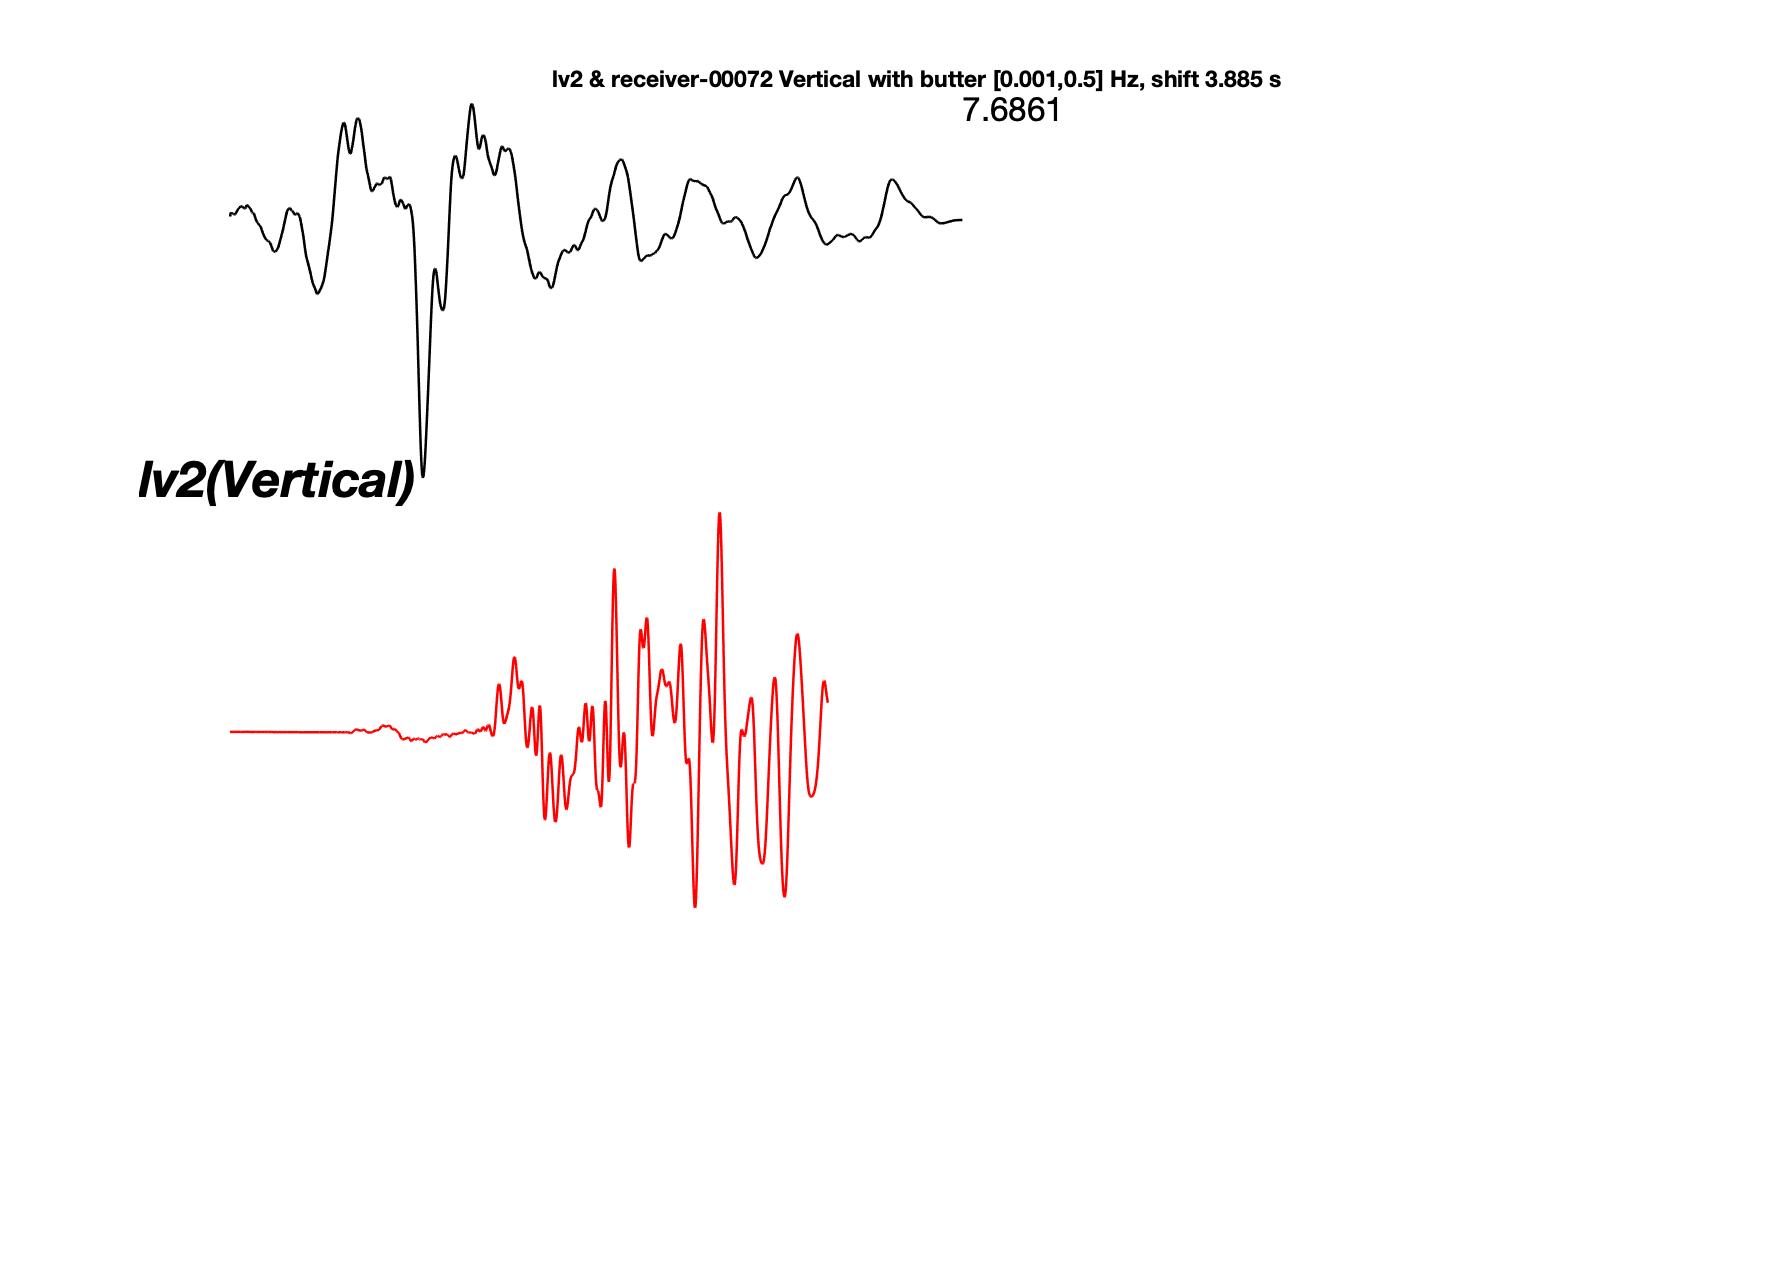 lv2 & receiver-00072 Vertical with butter [0.001,0.5] Hz, shift 3.885 s
7.6861
lv2(Vertical)